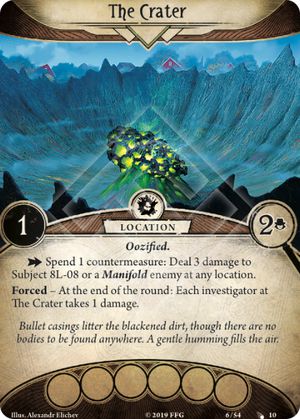 The Crater
1
2
LOCATION
Oozified.
Spend 1 countermeasure: Deal 3 damage to
Subject 8L-08 or a Manifold enemy at any location.
Forced – At the end of the round: Each investigator at
The Crater takes 1 damage.
Bullet casings litter the blackened dirt, though there are
no bodies to be found anywhere. A gentle humming fills the air.
Illus. Alexandr Elichev © 2019 FFG 6/54 10